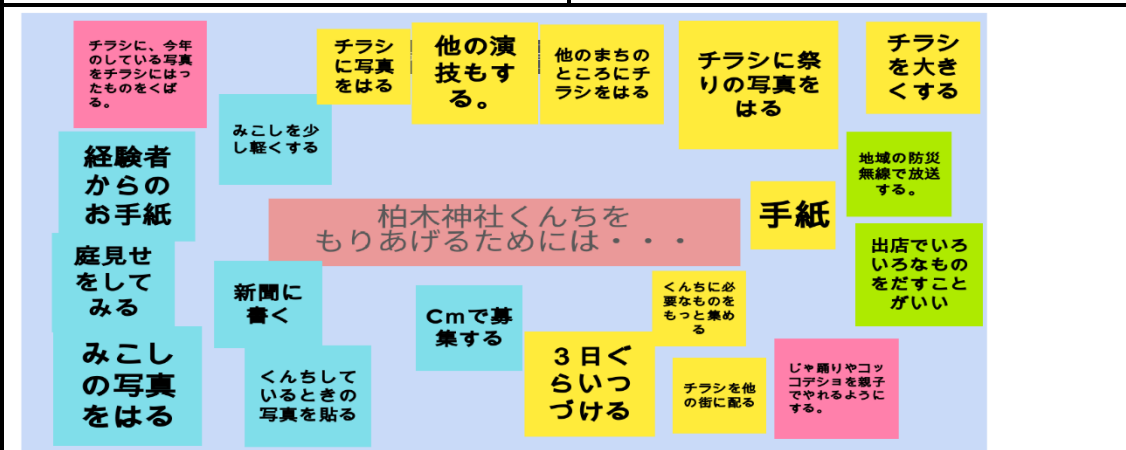 チラシに、今年
のしている写真
をチラシにはっ
たものをくば
る。
みこしを少
し軽くする
チラシ
に写真
をはる
他の演
技もす
る。
他のまちの
ところにチ
ラシをはる
チラシに祭
りの写真を
はる
チラシ
を大き
くする
経験者
からの
お手紙
地域の防災
無線で放送
する。
柏木神社くんちを
もりあげるためには・・・
手紙
庭見せ
をして
みる
新聞に
書く
Cmで募
集する
くんちに必
要なものを
もっと集め
る
出店でいろ
いろなもの
をだすこと
がいい
みこし
の写真
をはる
くんちして
いるときの
写真を貼る
3日ぐ
らいつ
づける
チラシを他
の街に配る
じゃ踊りやコッ
コデショを親子
でやれるように
する。